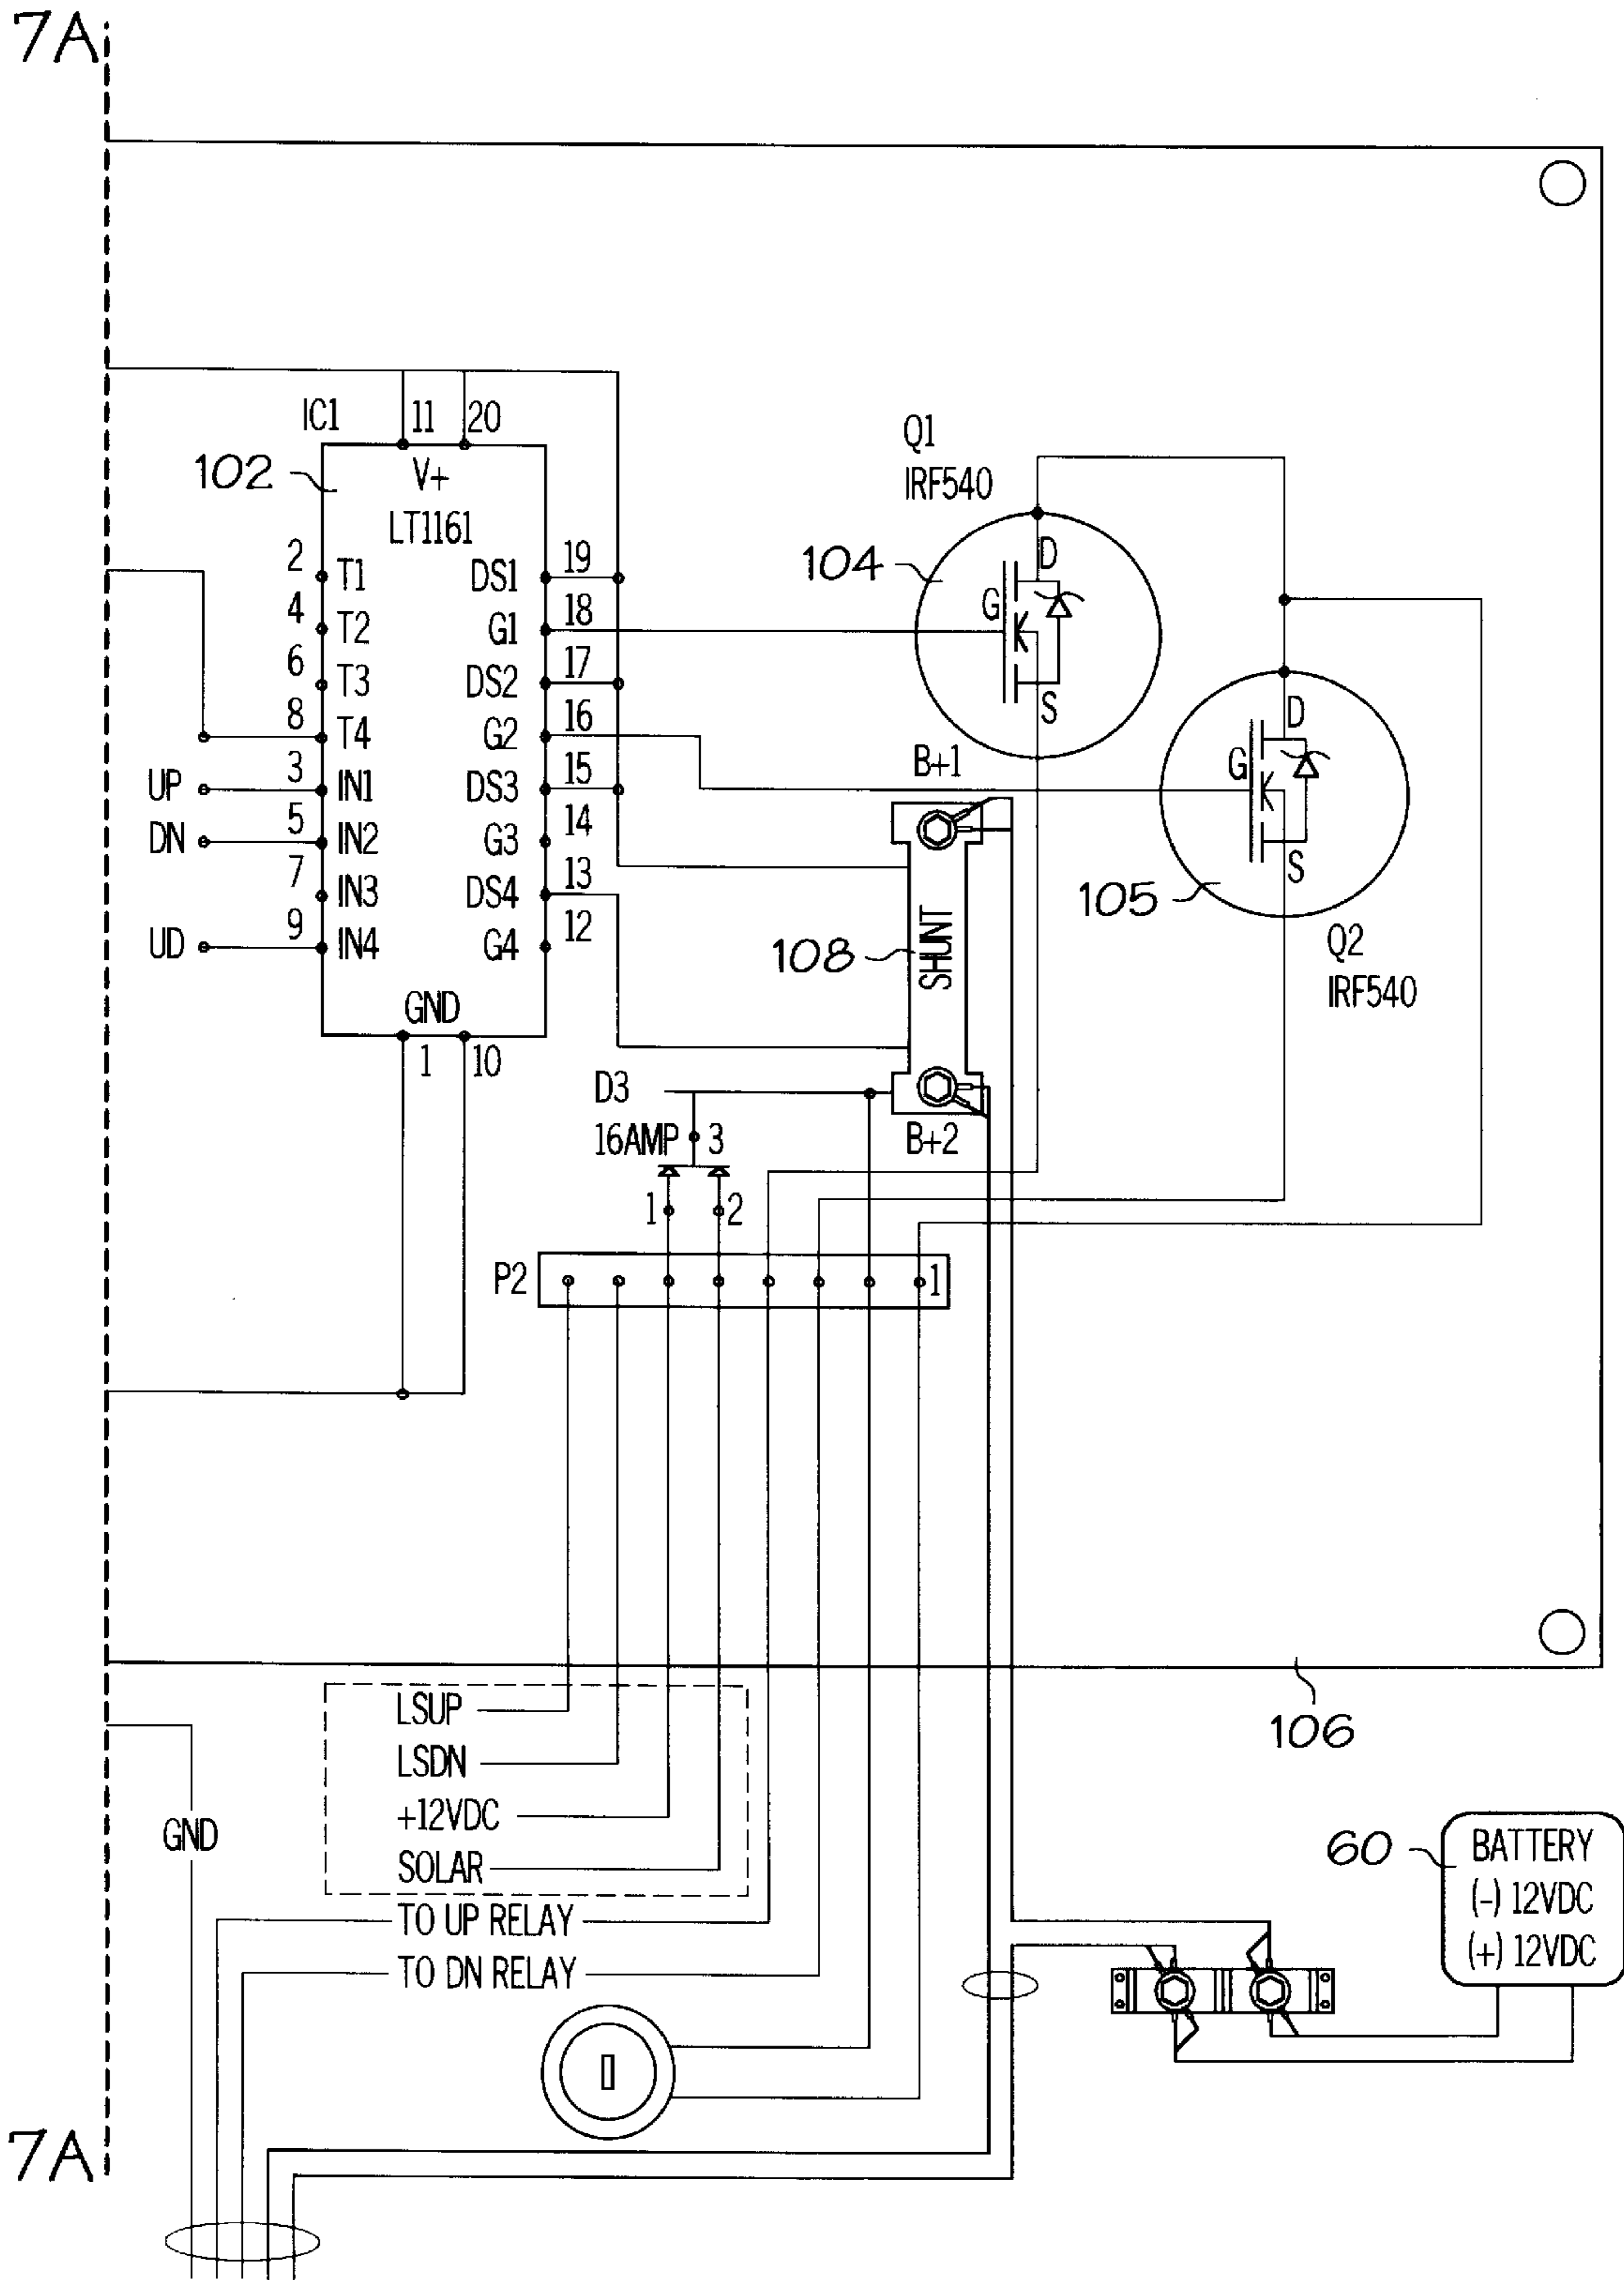 7A
IC1
11
20
102
V+
LT1161
Q1
IRF540
2
T1
DS1
19
104
D
4
T2
G1
18
G
6
T3
DS2
17
S
8
T4
G2
16
B+1
D
UP
3
IN1
DS3
15
G
DN
5
IN2
G3
14
7
IN3
DS4
13
S
105
UD
9
IN4
G4
12
108
SHUNT
Q2
IRF540
GND
1
10
D3
16AMP
3
B+2
1
2
P2
1
106
LSUP
LSDN
+12VDC
SOLAR
GND
TO UP RELAY
TO DN RELAY
60
BATTERY
(-) 12VDC
(+) 12VDC
7A